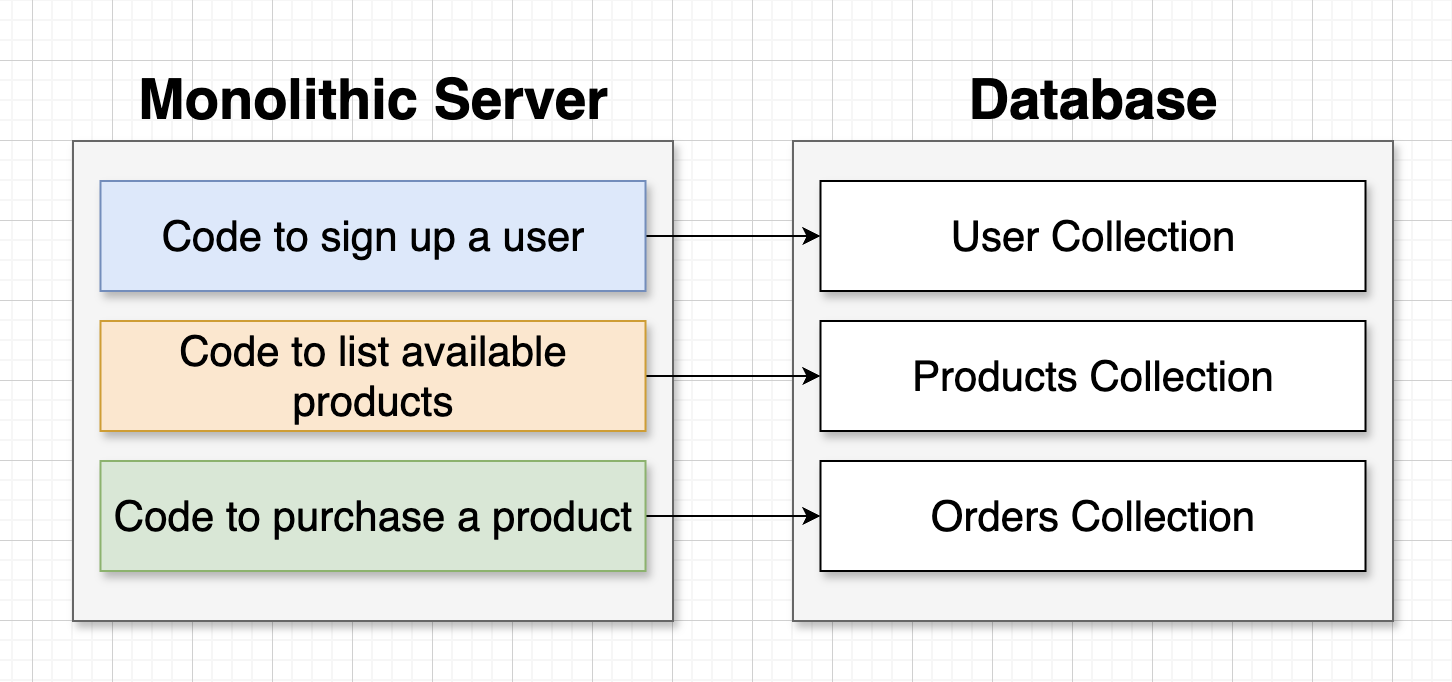 Monolithic Server
Database
Code to sign up a user
User Collection
Code to list available
products
Products Collection
Code to purchase a product
Orders Collection